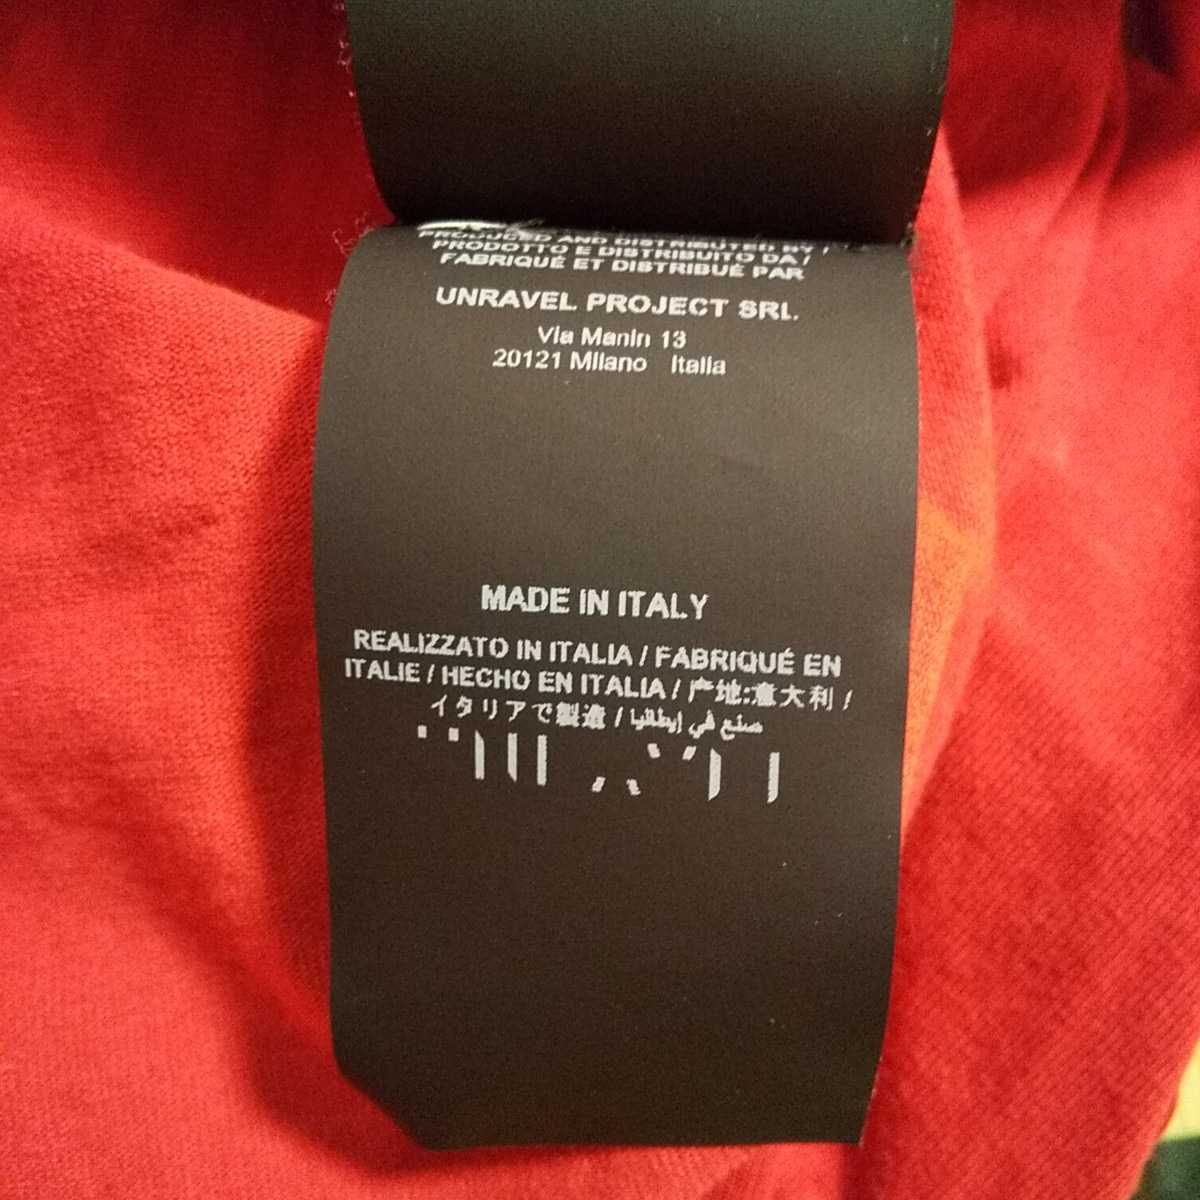 PRODUCED AND DISTRIBUTED BY /
PRODOTTO E DISTRIBUITO DA /
FABRIQUÉ ET DISTRIBUÉ PAR
UNRAVEL PROJECT SRL.
Via Manin 13
20121 Milano Italia
MADE IN ITALY
REALIZZATO IN ITALIA / FABRIQUÉ EN
ITALIE / HECHO EN ITALIA / 产地:意大利 /
イタリアで製造 / صنع في إيطاليا